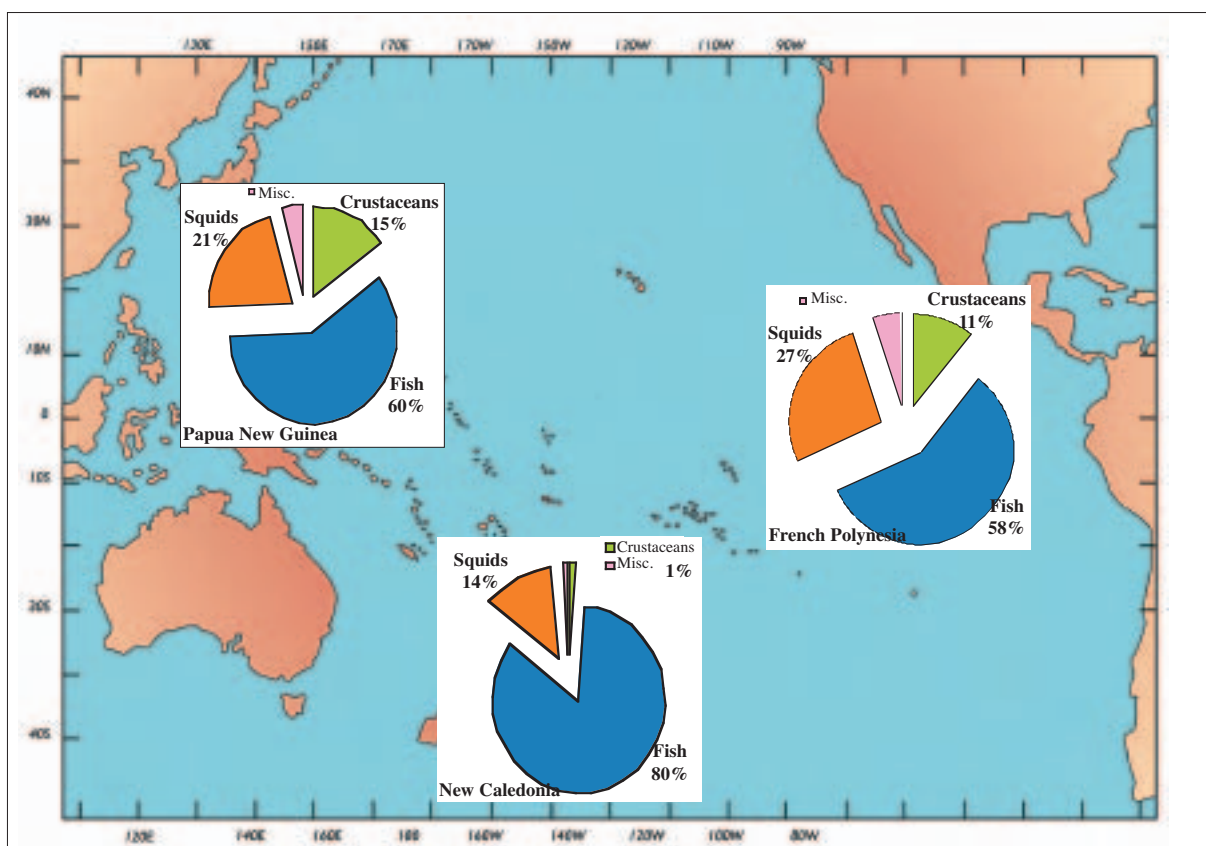 130E 150E 170E 170W 150W 120W 110W 90W
40N
30N
10N
0
10S
30S
40S
Misc.
Crustaceans
15%
Squids
21%
Fish
60%
Papua New Guinea
Misc.
Crustaceans
11%
Squids
27%
Fish
58%
French Polynesia
Squids
14%
Crustaceans
Misc.
1%
Fish
80%
New Caledonia
120E 140E 160E 180 160W 140W 120W 100W 80W